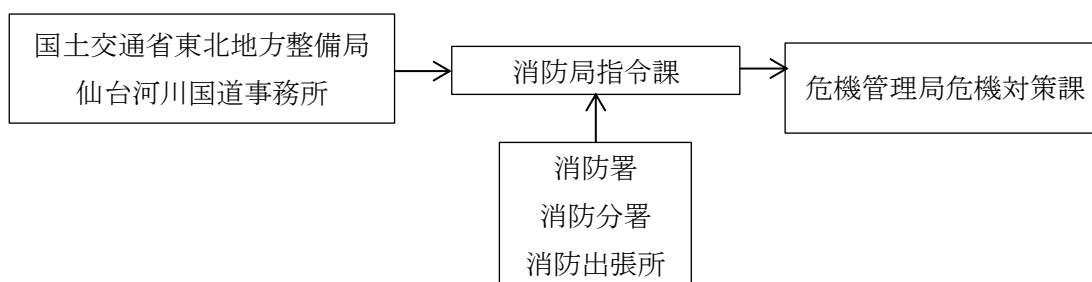 国土交通省東北地方整備局
仙台河川国道事務所
消防局指令課
危機管理局危機対策課
消防署
消防分署
消防出張所